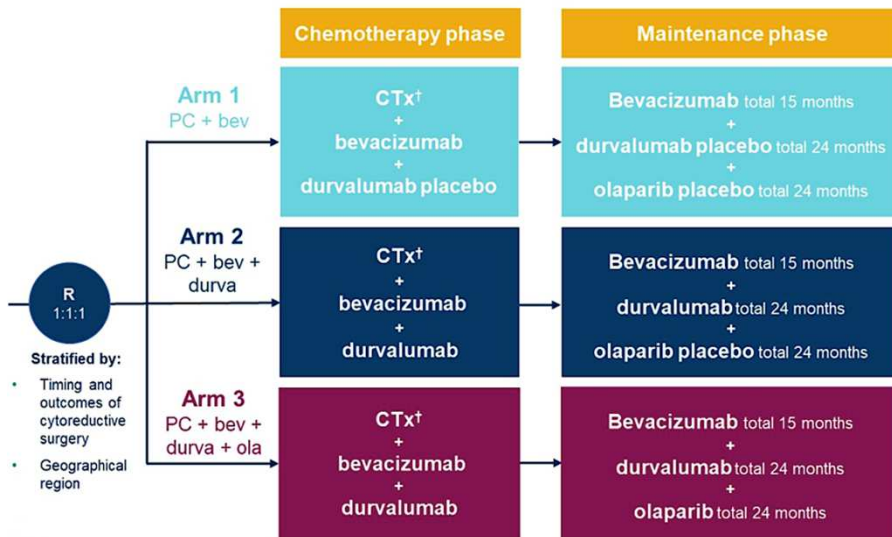 Chemotherapy phase
Maintenance phase
Arm 1
PC + bev
CTx†
+
bevacizumab
+
durvalumab placebo
Bevacizumab total 15 months
+
durvalumab placebo total 24 months
+
olaparib placebo total 24 months
R
1:1:1
Stratified by:
• Timing and
outcomes of
cytoreductive
surgery
• Geographical
region
Arm 2
PC + bev +
durva
CTx†
+
bevacizumab
+
durvalumab
Bevacizumab total 15 months
+
durvalumab total 24 months
+
olaparib placebo total 24 months
Arm 3
PC + bev +
durva + ola
CTx†
+
bevacizumab
+
durvalumab
Bevacizumab total 15 months
+
durvalumab total 24 months
+
olaparib total 24 months